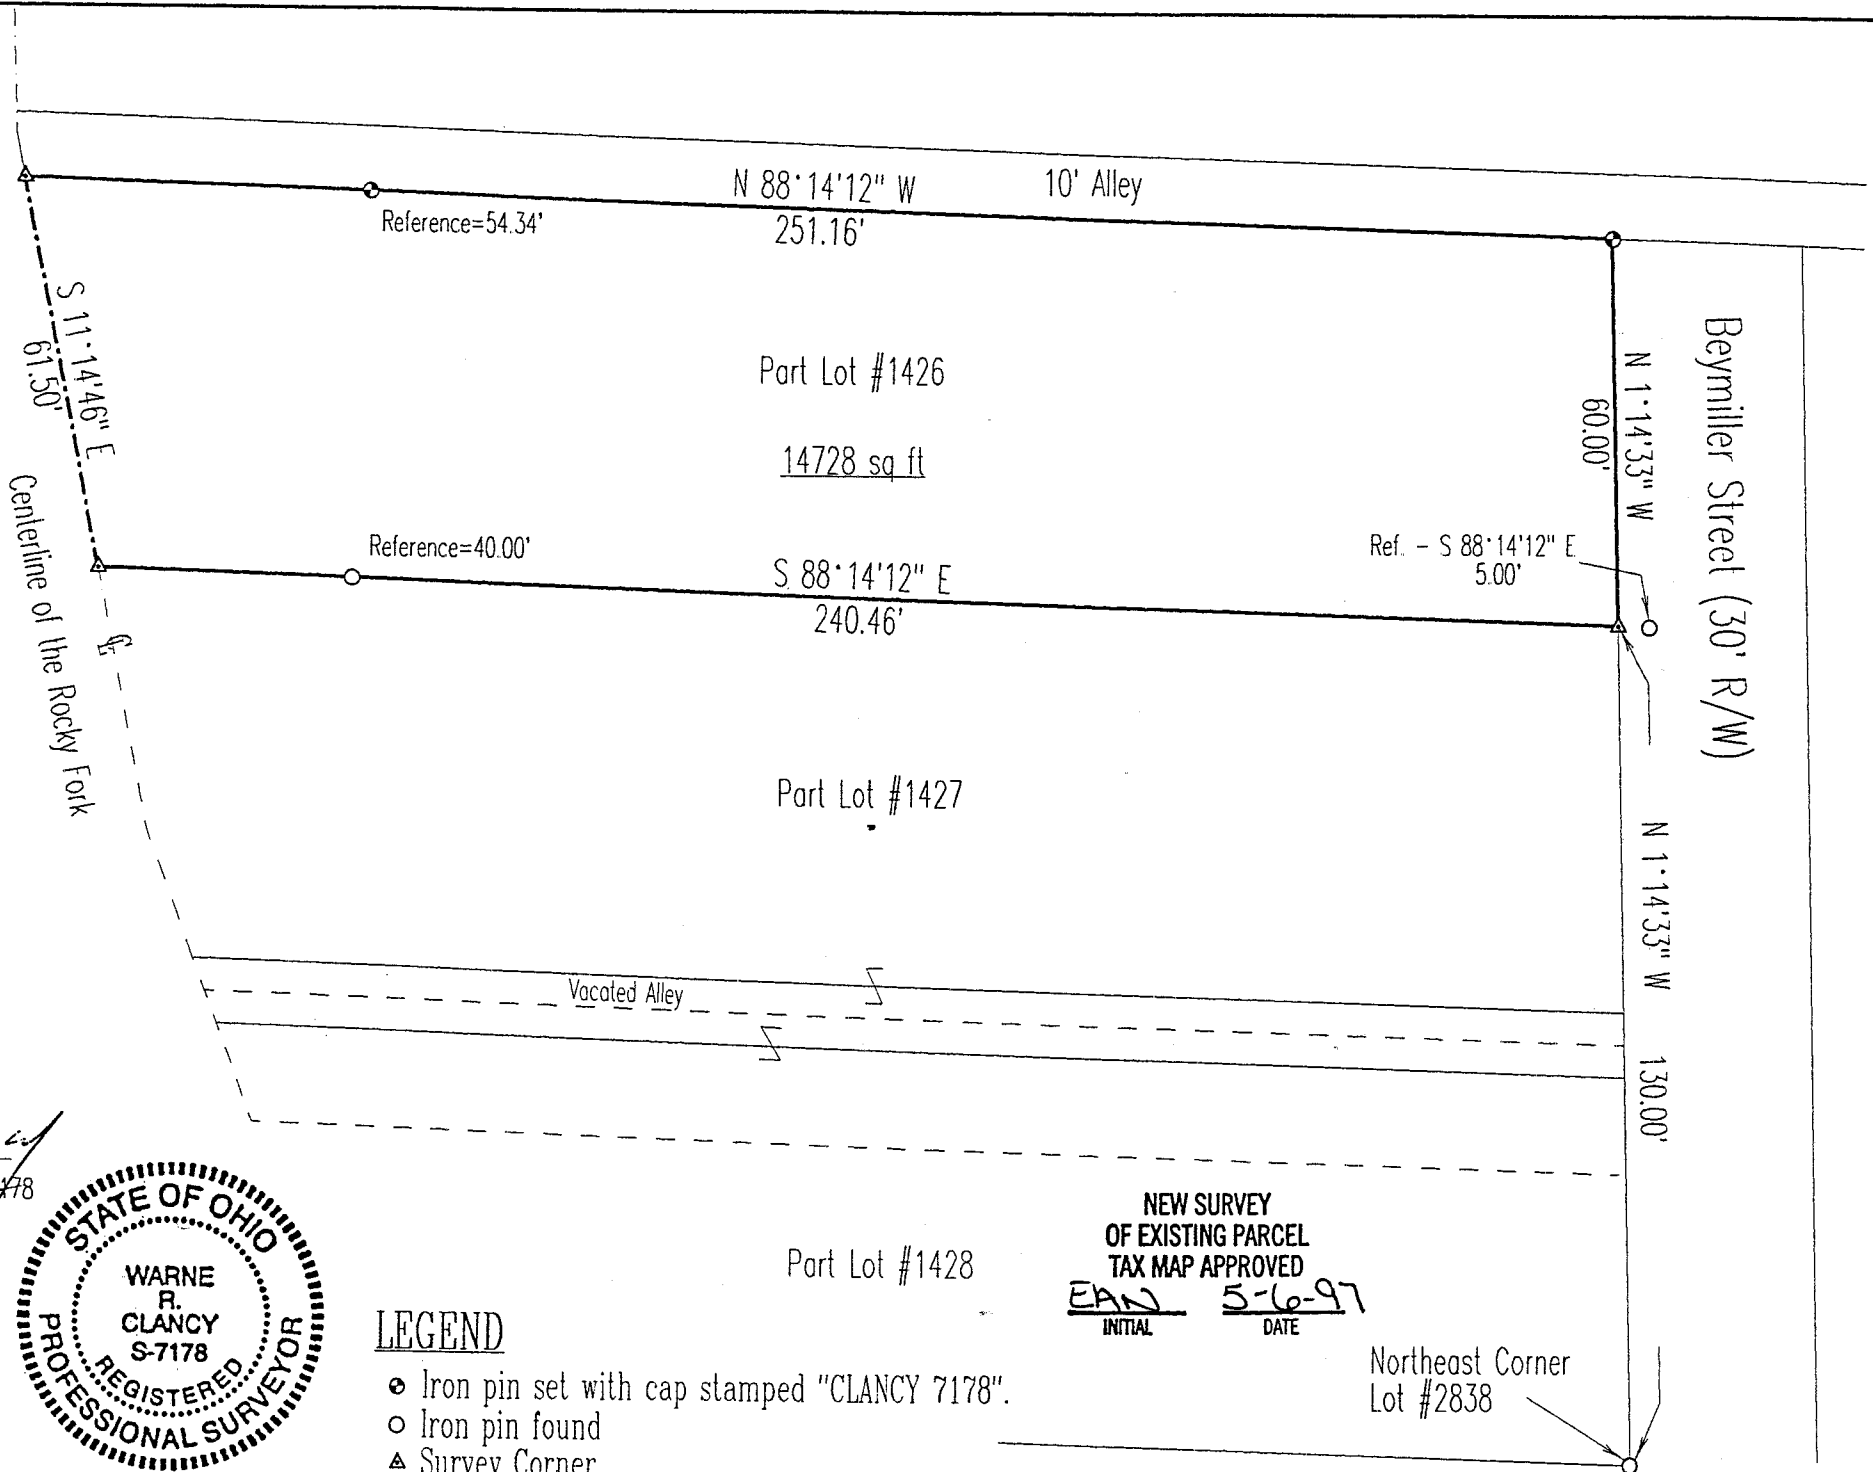 N 88°14'12" W
10' Alley
251.16'
Reference=54.34'
S 11°14'46" E
61.50'
Part Lot #1426
14728 sq ft
N 1°14'33" W
60.00'
Beymiller Street (30' R/W)
Centerline of the Rocky Fork
Reference=40.00'
S 88°14'12" E
240.46'
Ref. - S 88°14'12" E
5.00'
℄
Part Lot #1427
N 1°14'33" W 130.00'
Vacated Alley
STATE OF OHIO
WARNE
R.
CLANCY
S-7178
REGISTERED
PROFESSIONAL SURVEYOR
Part Lot #1428
NEW SURVEY
OF EXISTING PARCEL
TAX MAP APPROVED
EAN 5-6-97
INITIAL DATE
Northeast Corner
Lot #2838
LEGEND
Iron pin set with cap stamped "CLANCY 7178".
Iron pin found
Survey Corner